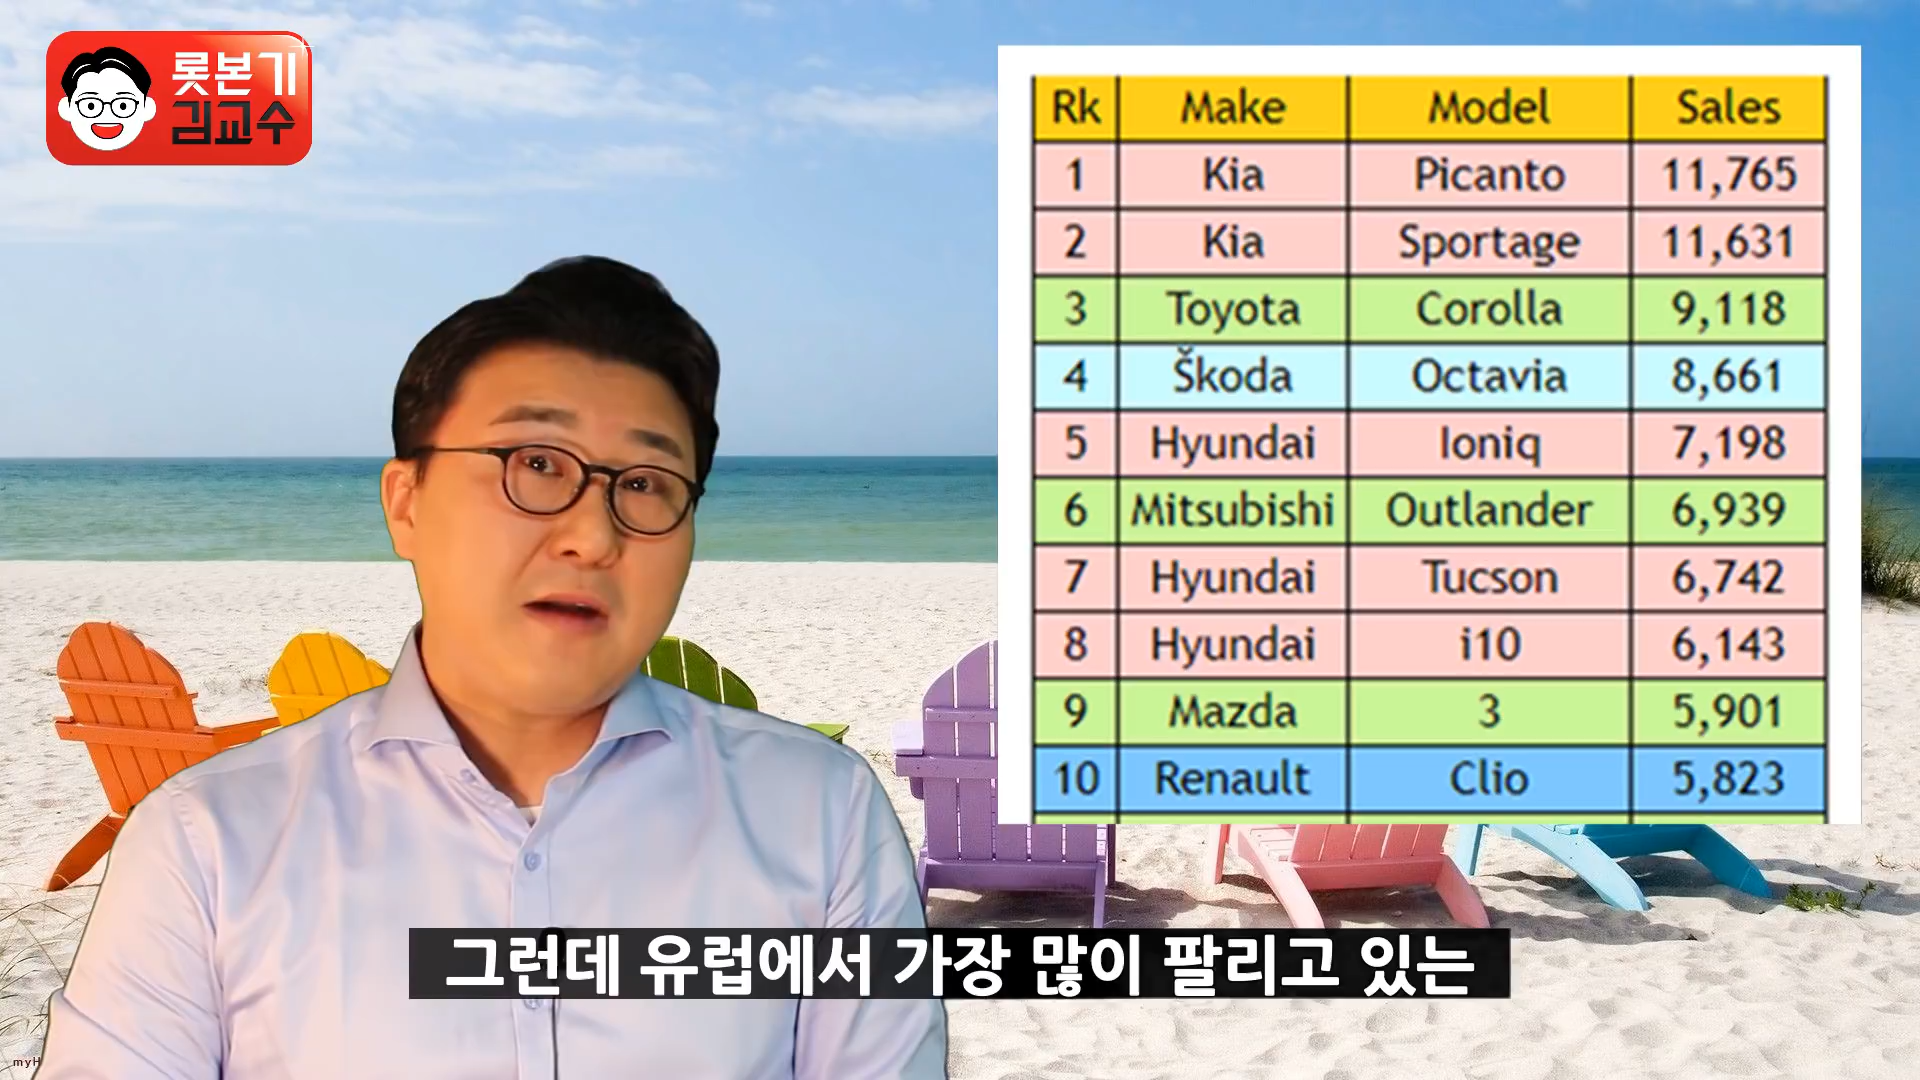 롯본기
김교수
Rk Make Model Sales
1 Kia Picanto 11,765
2 Kia Sportage 11,631
3 Toyota Corolla 9,118
4 Škoda Octavia 8,661
5 Hyundai Ioniq 7,198
6 Mitsubishi Outlander 6,939
7 Hyundai Tucson 6,742
8 Hyundai i10 6,143
9 Mazda 3 5,901
10 Renault Clio 5,823
그런데 유럽에서 가장 많이 팔리고 있는
myH